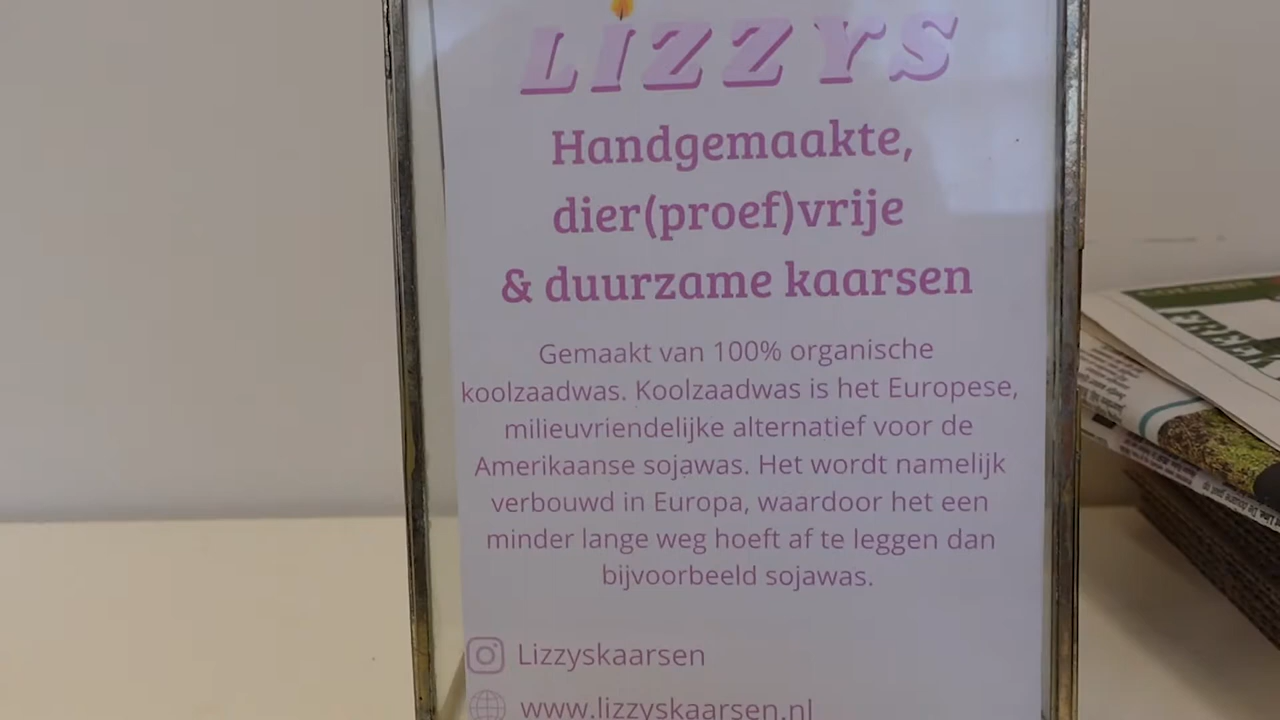 LiZZYS
Handgemaakte,
dier(proef)vrije
& duurzame kaarsen
Gemaakt van 100% organische
koolzaadwas. Koolzaadwas is het Europese,
milieuvriendelijke alternatief voor de
Amerikaanse sojawas. Het wordt namelijk
verbouwd in Europa, waardoor het een
minder lange weg hoeft af te leggen dan
bijvoorbeeld sojawas.
Lizzyskaarsen
www.lizzyskaarsen.nl